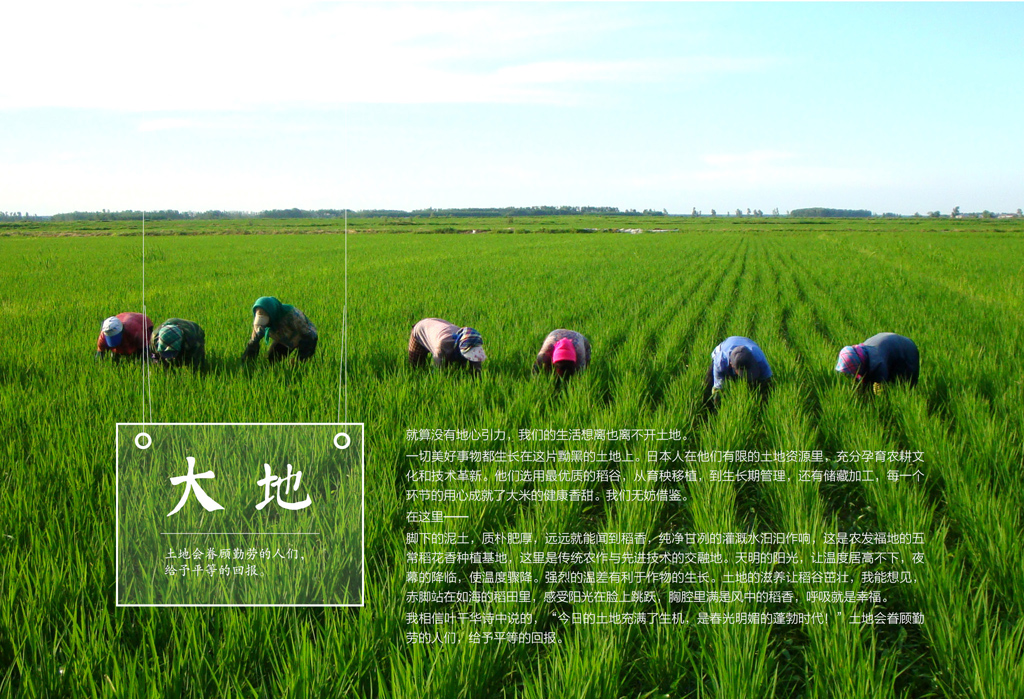 大地
土地会眷顾勤劳的人们，
给予平等的回报。
就算没有地心引力，我们的生活想离也离不开土地。
一切美好事物都生长在这片黝黑的土地上。日本人在他们有限的土地资源里，充分孕育农耕文
化和技术革新。他们选用最优质的稻谷，从育秧移植，到生长期管理，还有储藏加工，每一个
环节的用心成就了大米的健康香甜。我们无妨借鉴。
在这里——
脚下的泥土，质朴肥厚，远远就能闻到稻香，纯净甘冽的灌溉水汩汩作响，这是农发福地的五
常稻花香种植基地，这里是传统农作与先进技术的交融地。天明的阳光，让温度居高不下，夜
幕的降临，使温度骤降。强烈的温差有利于作物的生长。土地的滋养让稻谷茁壮，我能想见，
赤脚站在如海的稻田里，感受阳光在脸上跳跃，胸腔里满是风中的稻香，呼吸就是幸福。
我相信叶千华诗中说的，“今日的土地充满了生机，是春光明媚的蓬勃时代！”土地会眷顾勤
劳的人们，给予平等的回报。